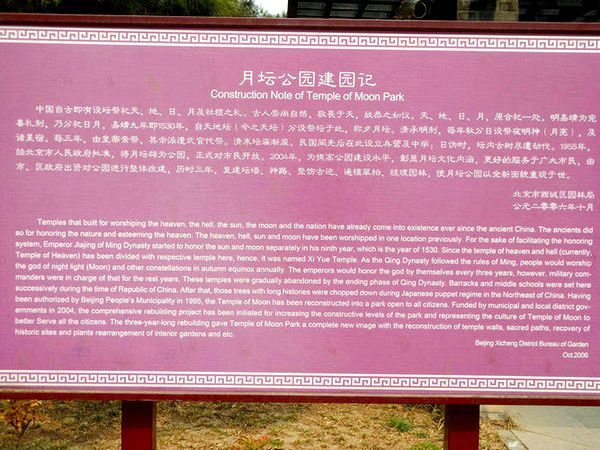 月坛公园建园记
Construction Note of Temple of Moon Park
中国自古即有设坛祭祀天、地、日、月及社稷之礼。古人崇尚自然，敬畏于天，故恭之如仪。天、地、日、月，原合祀一处，明嘉靖为完
善礼制，乃分祀日月，嘉靖九年即1530年，自天地坛（今之天坛）分设祭坛于此，称夕月坛。清承明制，每年秋分日设祭夜明神（月亮），及
诸星宿。每三年，由皇帝亲祭，其余派遣武官代祭。清末坛庙渐废。民国间先后在此设立兵营及中学；日伪时，坛内古树尽遭劫伐。1955年，
经北京市人民政府批准，将月坛辟为公园，正式对市民开放。2004年，为提高公园建设水平，彰显月坛文化内涵，更好的服务于广大市民，由
市、区政府出资对公园进行整体改建，历时三年，复建坛墙、神路、整饬古迹、遍植翠柏、梳理园林，使月坛公园以全新面貌重现于世。
北京市西城区园林局
公元二零零六年十月
Temples that built for worshiping the heaven, the hell, the sun, the moon and the nation have already come into existence ever since the ancient China. The ancients did
so for honoring the nature and esteeming the heaven. The heaven, hell, sun and moon have been worshipped in one location previously. For the sake of facilitating the honoring
system, Emperor Jiajing of Ming Dynasty started to honor the sun and moon separately in his ninth year, which is the year of 1530. Since the temple of heaven and hell (currently,
Temple of Heaven) has been divided with respective temple here, hence, it was named Xi Yue Temple. As the Qing Dynasty followed the rules of Ming, people would worship
the god of night light (Moon) and other constellations in autumn equinox annually. The emperors would honor the god by themselves every three years, however, military com-
manders were in charge of that for the rest years. These temples were gradually abandoned by the ending phase of Qing Dynasty. Barracks and middle schools were set here
successively during the time of Republic of China. After that, those trees with long histories were chopped down during Japanese puppet regime in the Northeast of China. Having
been authorized by Beijing People's Municipality in 1995, the Temple of Moon has been reconstructed into a park open to all citizens. Funded by municipal and local district gov-
ernments in 2004, the comprehensive rebuilding project has been initiated for increasing the constructive levels of the park and representing the culture of Temple of Moon to
better Serve all the citizens. The three-year-long rebuilding gave Temple of Moon Park a complete new image with the reconstruction of temple walls, sacred paths, recovery of
historic sites and plants rearrangement of interior gardens and etc.
Beijing Xicheng District Bureau of Garden
Oct.2006